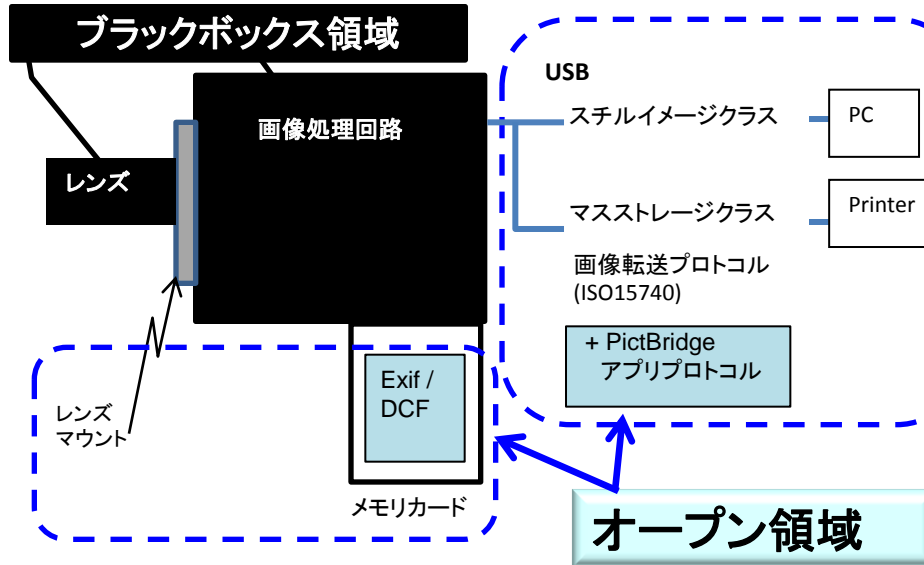 ブラックボックス領域
画像処理回路
レンズ
レンズ
マウント
Exif /
DCF
メモリカード
USB
スチルイメージクラス
PC
マスストレージクラス
Printer
画像転送プロトコル
(ISO15740)
+ PictBridge
アプリプロトコル
オープン領域